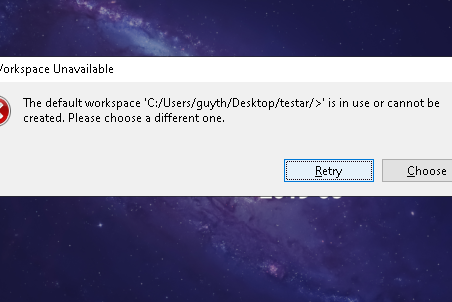 Workspace Unavailable
The default workspace 'C:/Users/guyth/Desktop/testar/>' is in use or cannot be
created. Please choose a different one.
Retry
Choose